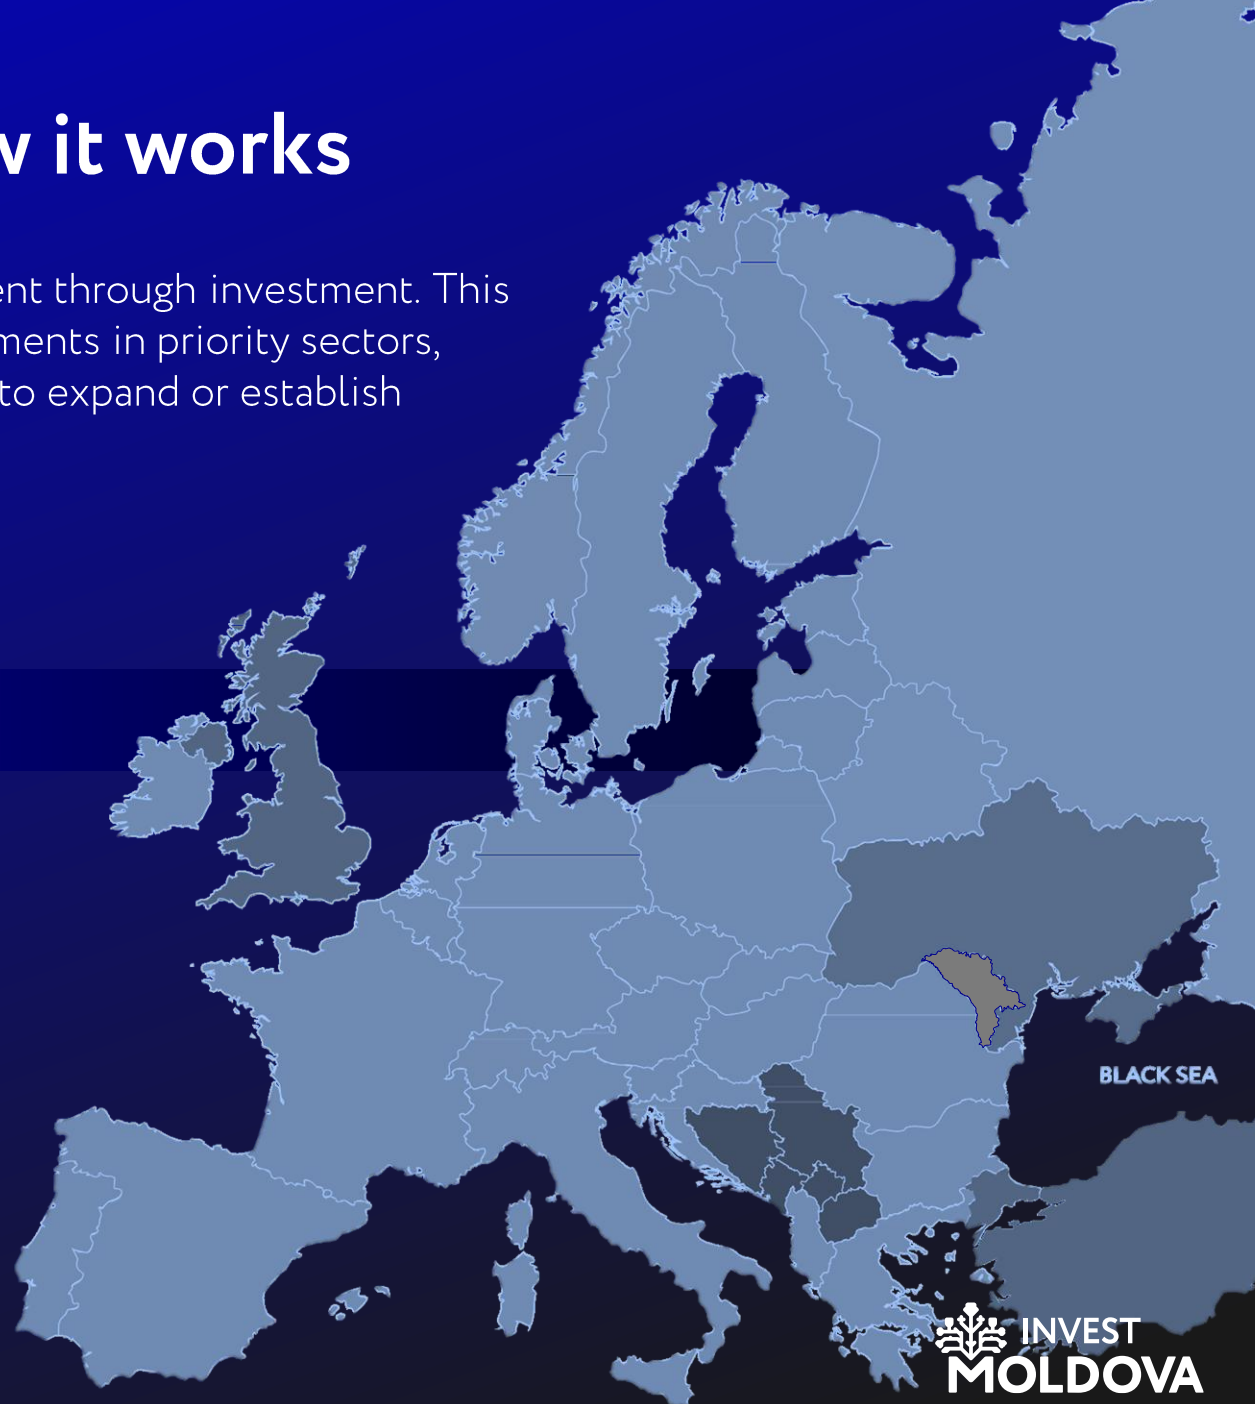 w it works
ent through investment. This
ments in priority sectors,
to expand or establish
BLACK SEA
INVEST
MOLDOVA